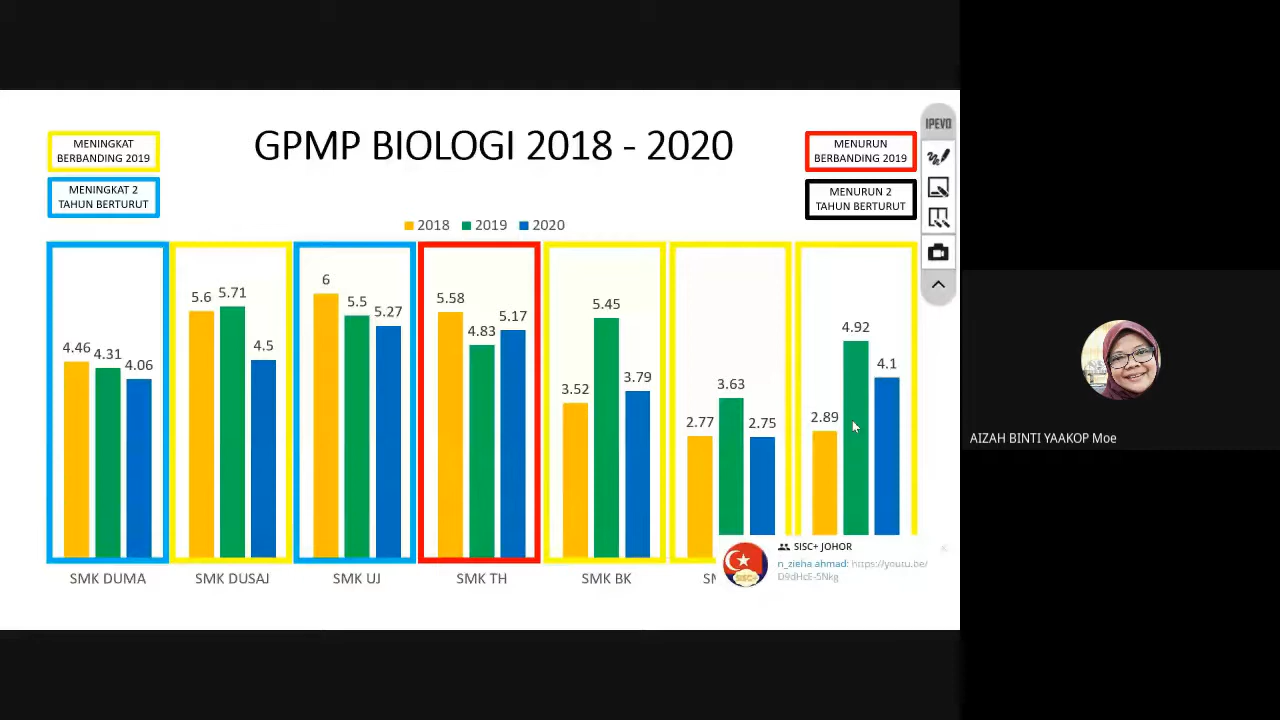 MENINGKAT
BERBANDING 2019
MENINGKAT 2
TAHUN BERTURUT
GPMP BIOLOGI 2018 - 2020
MENURUN
BERBANDING 2019
MENURUN 2
TAHUN BERTURUT
IPEVO
2018 2019 2020
4.46 4.31 4.06
5.6 5.71 4.5
6 5.5 5.27
5.58 4.83 5.17
3.52 5.45 3.79
2.77 3.63 2.75
2.89 4.92 4.1
SMK DUMA SMK DUSAJ SMK UJ SMK TH SMK BK
SISC+ JOHOR
n_zieha ahmad: https://youtu.be/
D9dHcE-5Nkg
SISC+
AIZAH BINTI YAAKOP Moe